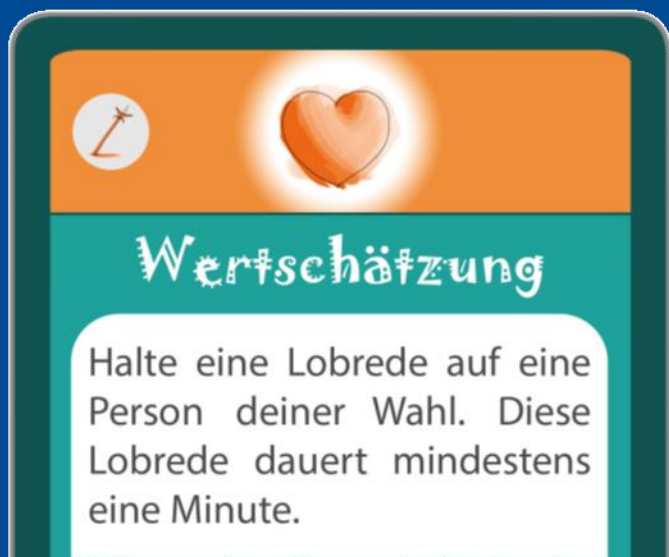 Wertschätzung
Halte eine Lobrede auf eine
Person deiner Wahl. Diese
Lobrede dauert mindestens
eine Minute.